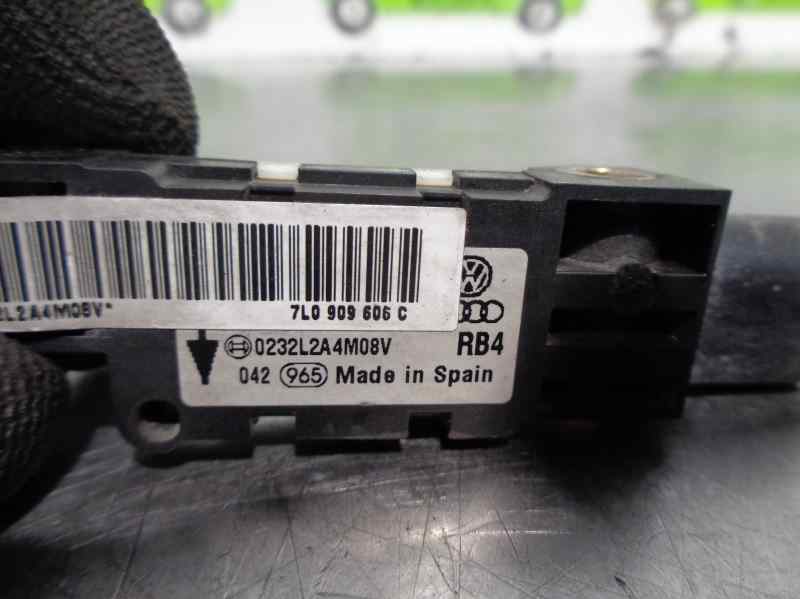 2L2A4M08V*
7L0 909 606 C
0232L2A4M08V
RB4
042 965 Made in Spain